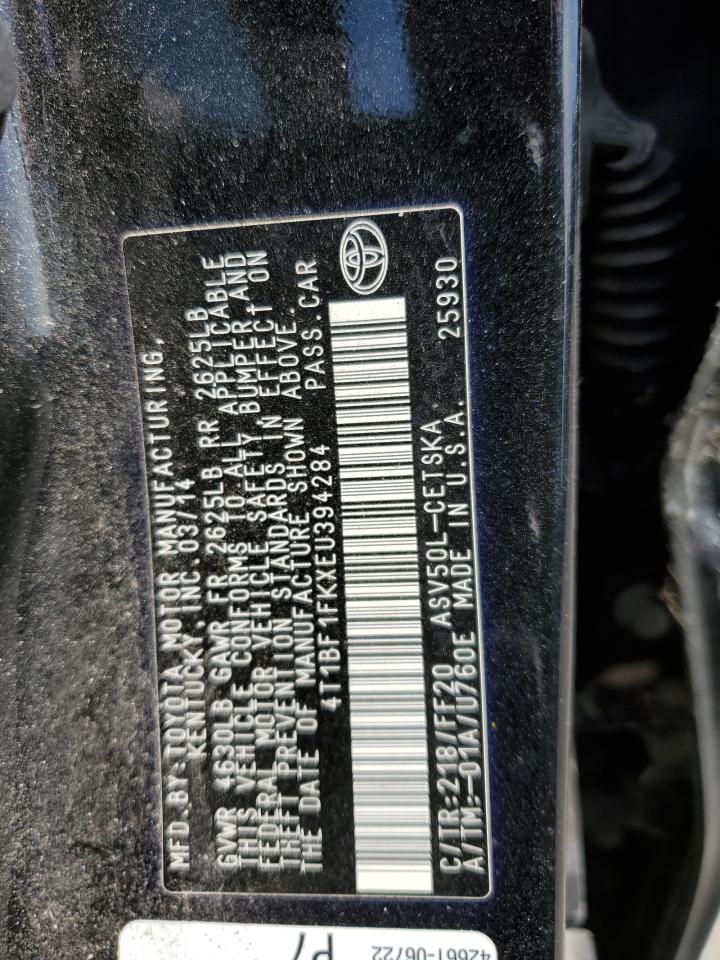 MFD.BY TOYOTA MOTOR MANUFACTURING,
KENTUCKY, INC. 03/14
GVWR 4630LB GAWR FR 2625LB RR 2625LB
THIS VEHICLE CONFORMS TO ALL APPLICABLE
FEDERAL MOTOR VEHICLE SAFETY, BUMPER, AND
THEFT PREVENTION STANDARDS IN EFFECT ON
THE DATE OF MANUFACTURE SHOWN ABOVE.
4T1BF1FKXEU394284 PASS.CAR
C/TR:218/FF20 ASV50L-CETSKA 25930
A/TM:-01A/U760E MADE IN U.S.A.
P7
42661-06722